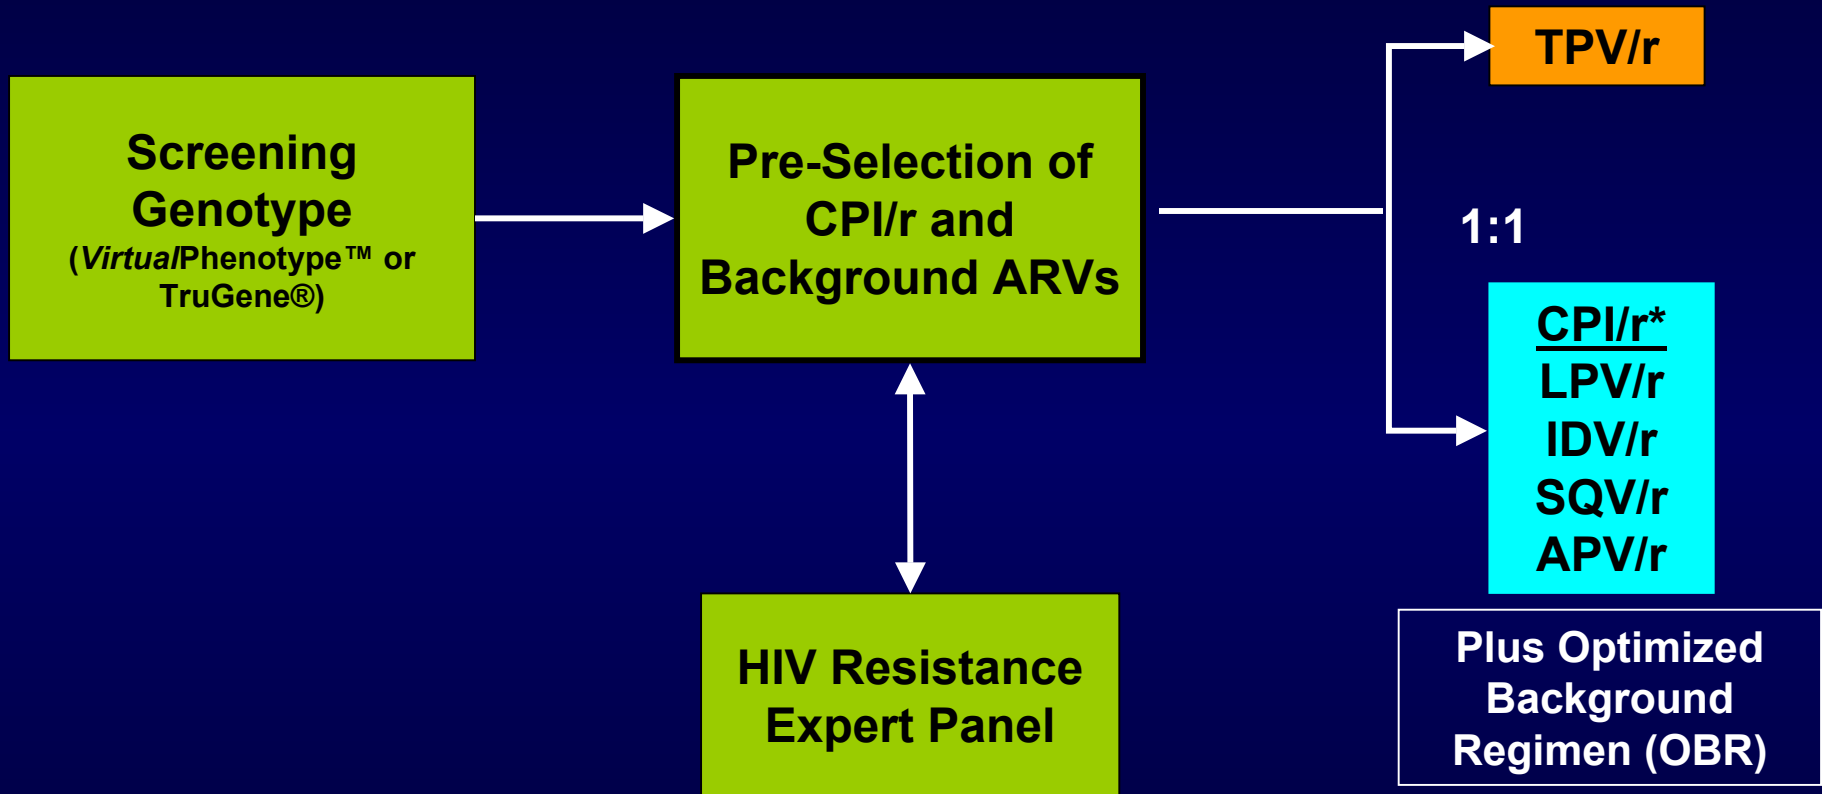 Screening
Genotype
(VirtualPhenotype™ or
TruGene®)
Pre-Selection of
CPI/r and
Background ARVs
HIV Resistance
Expert Panel
TPV/r
1:1
CPI/r*
LPV/r
IDV/r
SQV/r
APV/r
Plus Optimized
Background
Regimen (OBR)